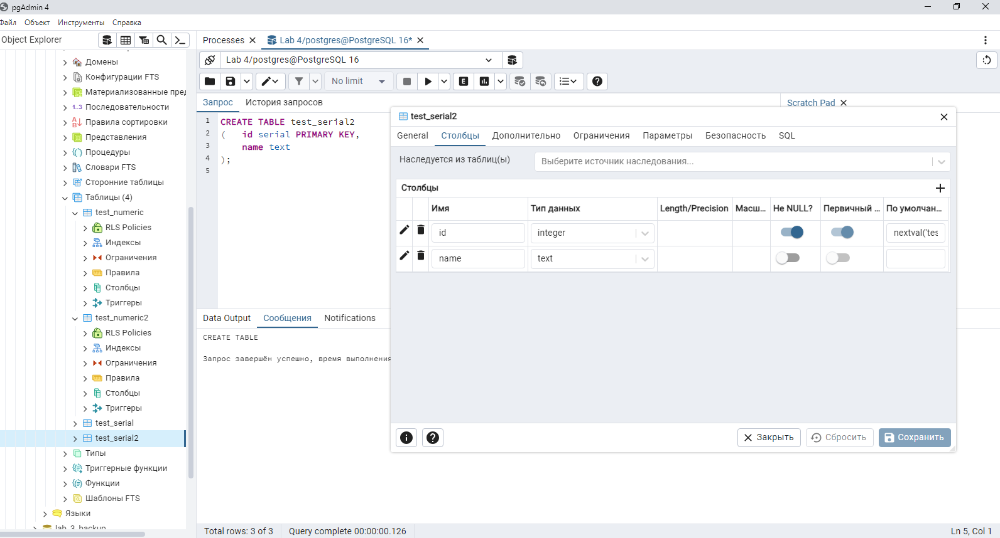 pgAdmin 4
Файл Объект Инструменты Справка
Object Explorer
Домены
Конфигурации FTS
Материализованные пред
1..3 Последовательности
Правила сортировки
Представления
Процедуры
Словари FTS
Сторонние таблицы
Таблицы (4)
test_numeric
RLS Policies
Индексы
Ограничения
Правила
Столбцы
Триггеры
test_numeric2
RLS Policies
Индексы
Ограничения
Правила
Столбцы
Триггеры
test_serial
test_serial2
Типы
Триггерные функции
Функции
Шаблоны FTS
Языки
lab_3_backup
Processes Lab 4/postgres@PostgreSQL 16*
Lab 4/postgres@PostgreSQL 16
No limit
Запрос История запросов
Scratch Pad
1 CREATE TABLE test_serial2
2 ( id serial PRIMARY KEY,
3 name text
4 );
5
Data Output Сообщения Notifications
CREATE TABLE
Запрос завершён успешно, время выполнения
test_serial2
General Столбцы Дополнительно Ограничения Параметры Безопасность SQL
Наследуется из таблиц(ы) Выберите источник наследования...
Столбцы
Имя Тип данных Length/Precision Масш... Не NULL? Первичный ... По умолчан...
id integer nextval('tes
name text
Закрыть Сбросить Сохранить
Total rows: 3 of 3 Query complete 00:00:00.126 Ln 5, Col 1